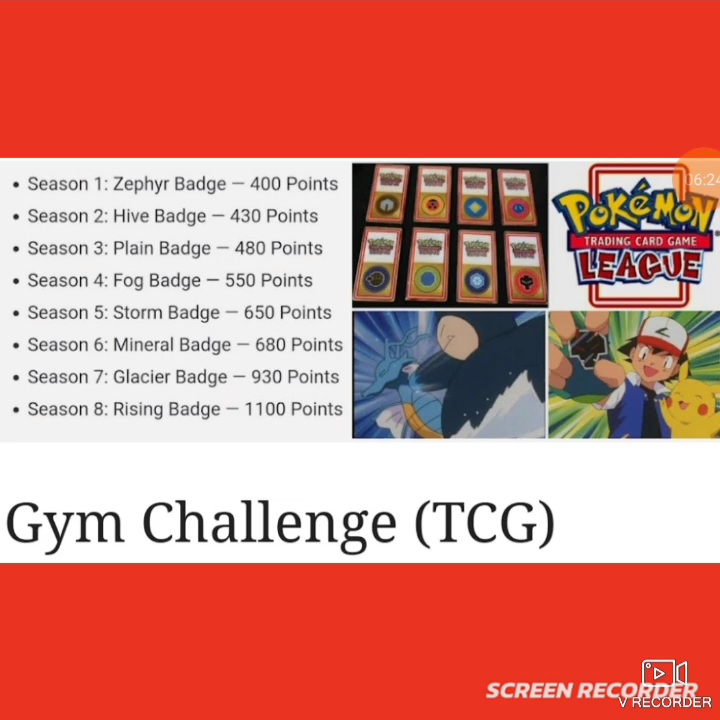 • Season 1: Zephyr Badge — 400 Points
• Season 2: Hive Badge — 430 Points
• Season 3: Plain Badge — 480 Points
• Season 4: Fog Badge — 550 Points
• Season 5: Storm Badge — 650 Points
• Season 6: Mineral Badge — 680 Points
• Season 7: Glacier Badge — 930 Points
• Season 8: Rising Badge — 1100 Points
06:24
POKéMON
TRADING CARD GAME
LEAGUE
Gym Challenge (TCG)
SCREEN RECORDER
V RECORDER